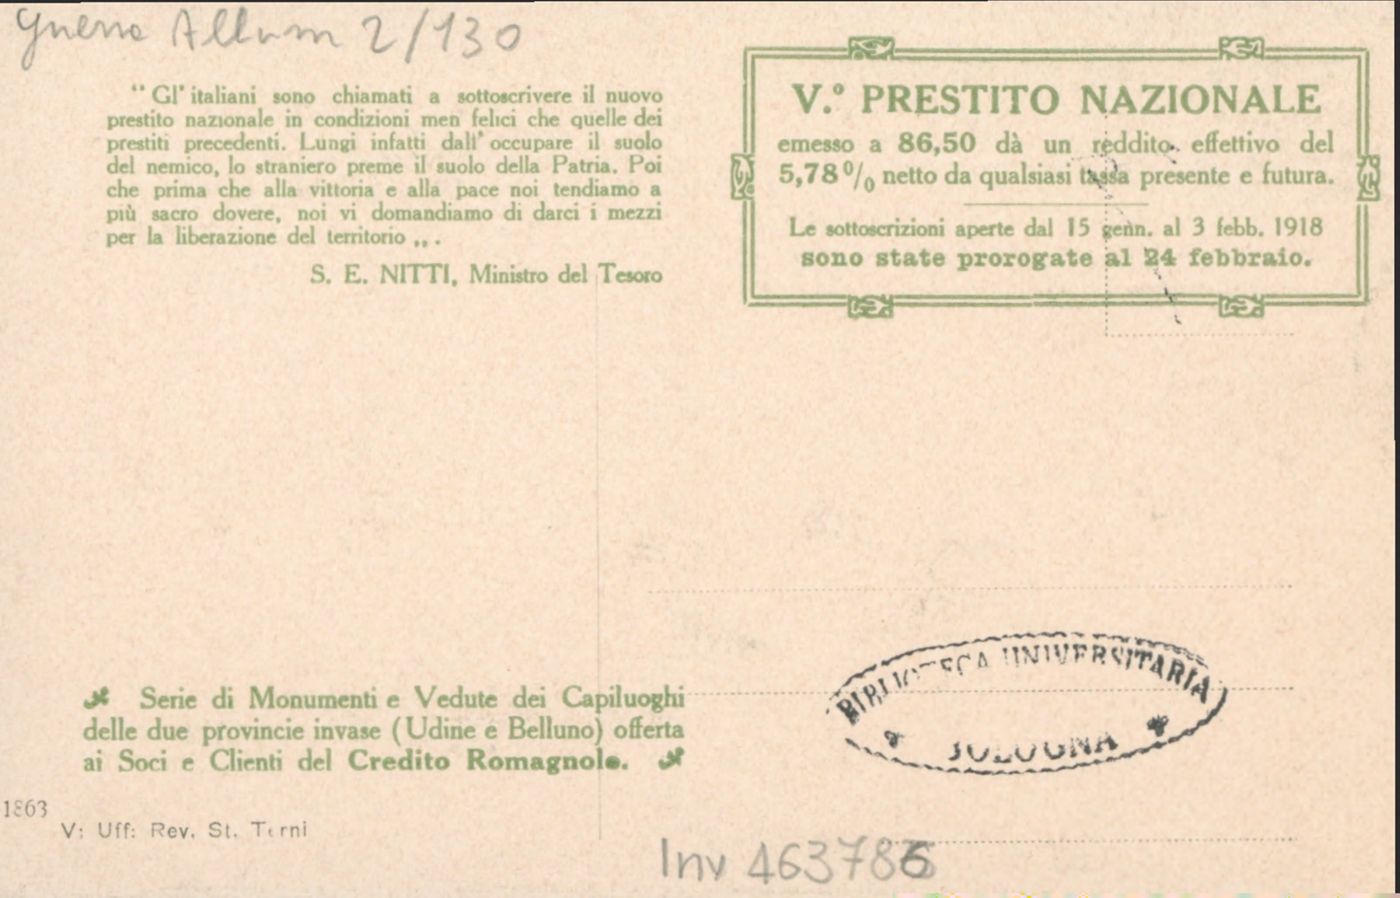 Guerra Album 2/130
“ Gl' italiani sono chiamati a sottoscrivere il nuovo
prestito nazionale in condizioni men felici che quelle dei
prestiti precedenti. Lungi infatti dall' occupare il suolo
del nemico, lo straniero preme il suolo della Patria. Poi
che prima che alla vittoria e alla pace noi tendiamo a
più sacro dovere, noi vi domandiamo di darci i mezzi
per la liberazione del territorio „ .
S. E. NITTI, Ministro del Tesoro
V.° PRESTITO NAZIONALE
emesso a 86,50 dà un reddito effettivo del
5,78 % netto da qualsiasi tassa presente e futura.
Le sottoscrizioni aperte dal 15 genn. al 3 febb. 1918
sono state prorogate al 24 febbraio.
Serie di Monumenti e Vedute dei Capiluoghi
delle due provincie invase (Udine e Belluno) offerta
ai Soci e Clienti del Credito Romagnolo.
BIBLIOTECA UNIVERSITARIA
BOLOGNA
1863
V: Uff: Rev. St. Terni
Inv 463786